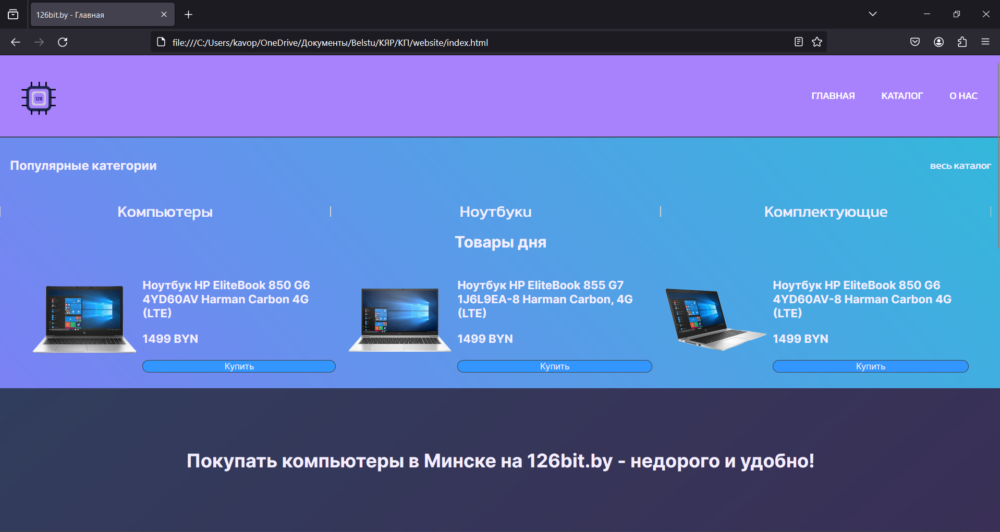 126bit.by - Главная
file:///C:/Users/kavop/OneDrive/Документы/Belstu/КЯР/КП/website/index.html
128
ГЛАВНАЯ КАТАЛОГ О НАС
Популярные категории
весь каталог
Компьютеры
Ноутбуки
Комплектующие
Товары дня
Ноутбук HP EliteBook 850 G6
4YD60AV Harman Carbon 4G
(LTE)
1499 BYN
Купить
Ноутбук HP EliteBook 855 G7
1J6L9EA-8 Harman Carbon, 4G
(LTE)
1499 BYN
Купить
Ноутбук HP EliteBook 850 G6
4YD60AV-8 Harman Carbon 4G
(LTE)
1499 BYN
Купить
Покупать компьютеры в Минске на 126bit.by - недорого и удобно!